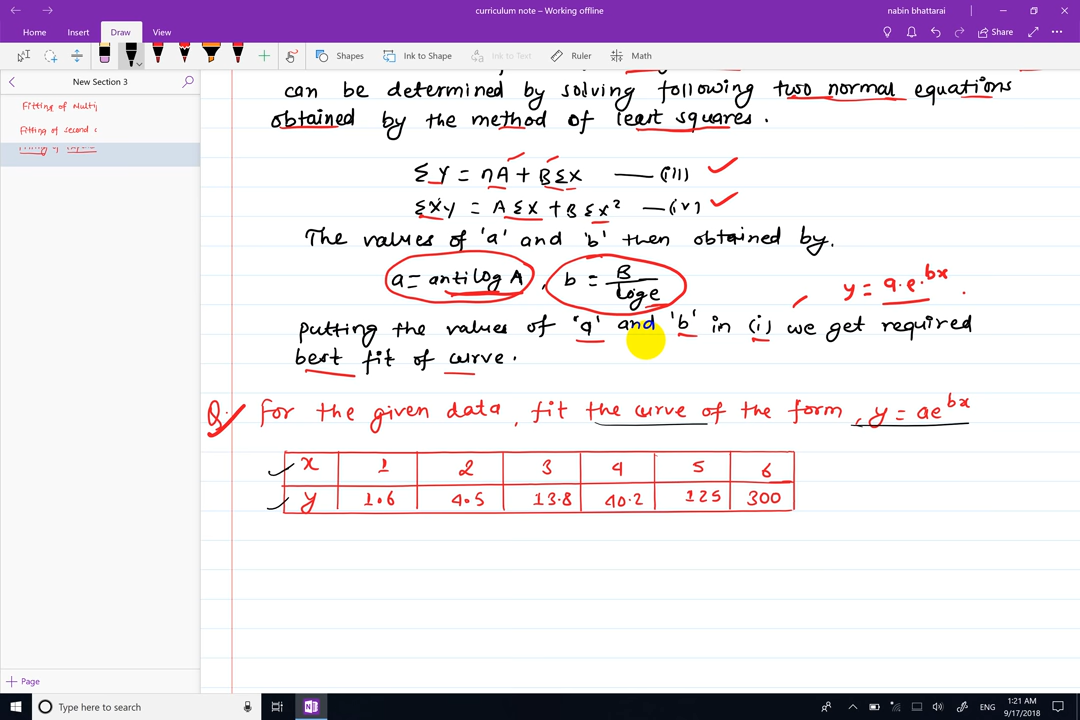 curriculum note – Working offline
nabin bhattarai
Home Insert Draw View
Share
Shapes Ink to Shape Ink to Text Ruler Math
New Section 3
Fitting of Multi
Fitting of second
can be determined by solving following two normal equations
obtained by the method of least squares.
ΣY = nA + BΣX —(iii)
ΣXY = AΣX + BΣX² —(iv)
The values of 'a' and 'b' then obtained by.
a = antilog A , b = B / loge
y = a.e.bx
putting the values of 'a' and 'b' in (i) we get required
best fit of curve.
Q. For the given data, fit the curve of the form, y = ae^bx
x 1 2 3 4 5 6
y 1.6 4.5 13.8 40.2 125 300
+ Page
Type here to search
ENG
1:21 AM
9/17/2018